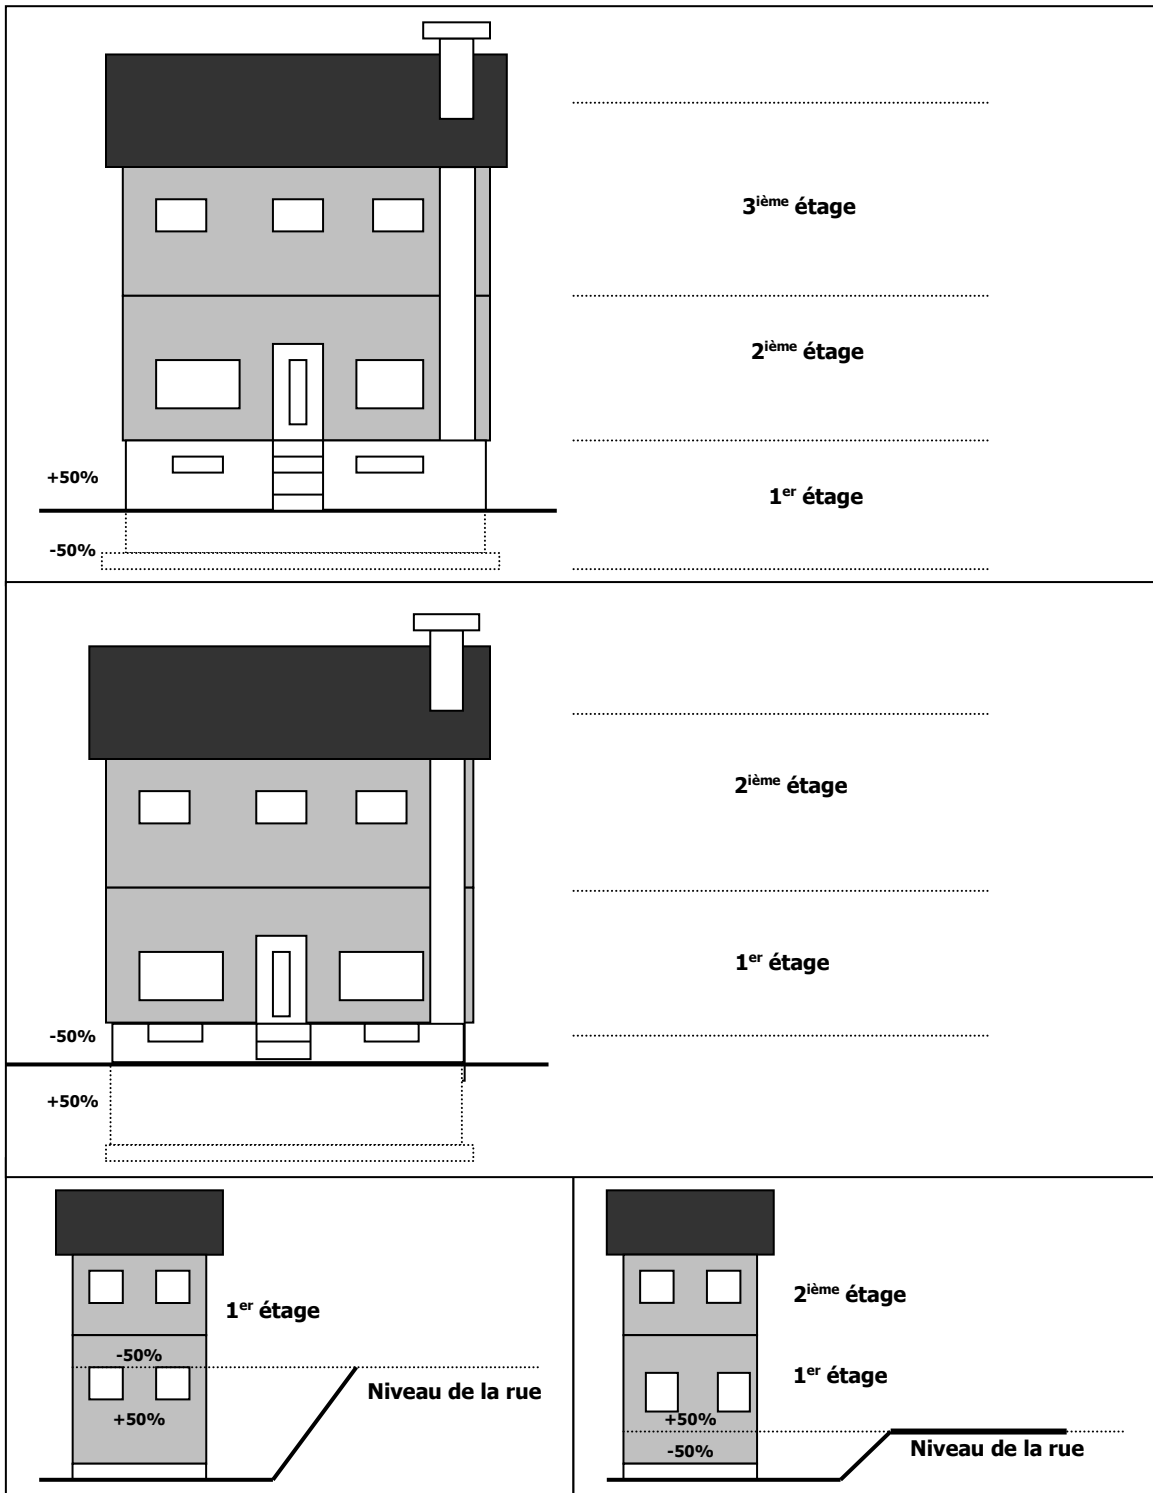 3ième étage
2ième étage
+50%
1er étage
-50%
2ième étage
1er étage
-50%
+50%
1er étage
-50%
Niveau de la rue
+50%
2ième étage
1er étage
+50%
Niveau de la rue
-50%